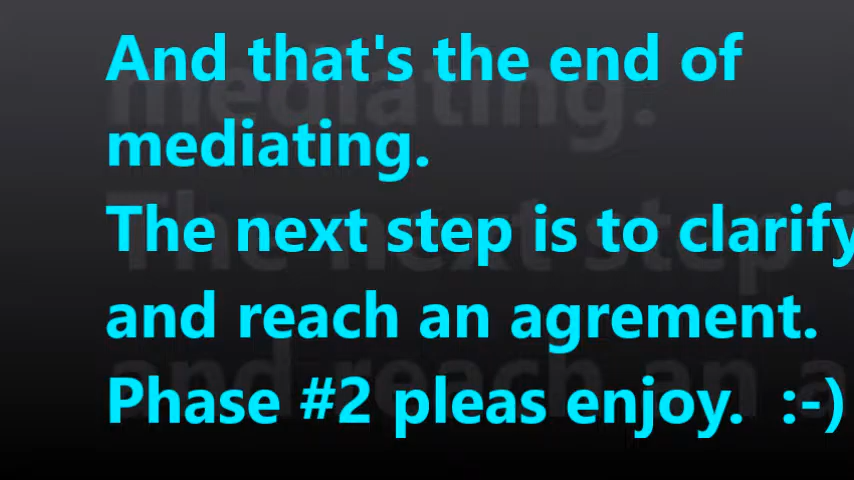 And that's the end of
mediating.
The next step is to clarify
and reach an agrement.
Phase #2 pleas enjoy.  :-)